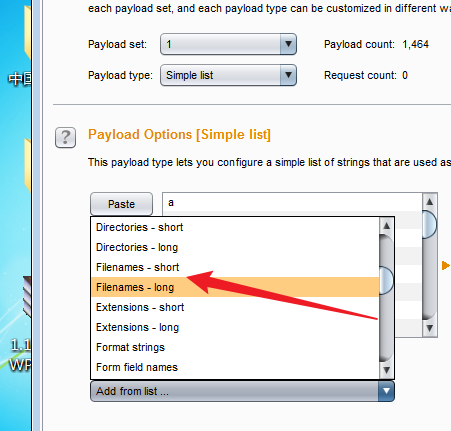 each payload set, and each payload type can be customized in different wa
Payload set:
1
Payload count: 1,464
Payload type:
Simple list
Request count: 0
中国
?
Payload Options [Simple list]
This payload type lets you configure a simple list of strings that are used as
Paste
a
Directories - short
Directories - long
Filenames - short
Filenames - long
Extensions - short
Extensions - long
Format strings
Form field names
Add from list ...
1.1
WP